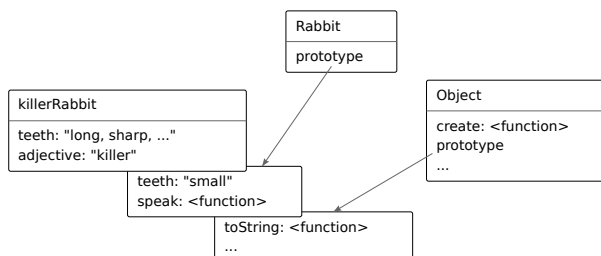 Rabbit
prototype
killerRabbit
teeth: "long, sharp, ..."
adjective: "killer"
Object
create: <function>
prototype
...
teeth: "small"
speak: <function>
toString: <function>
...